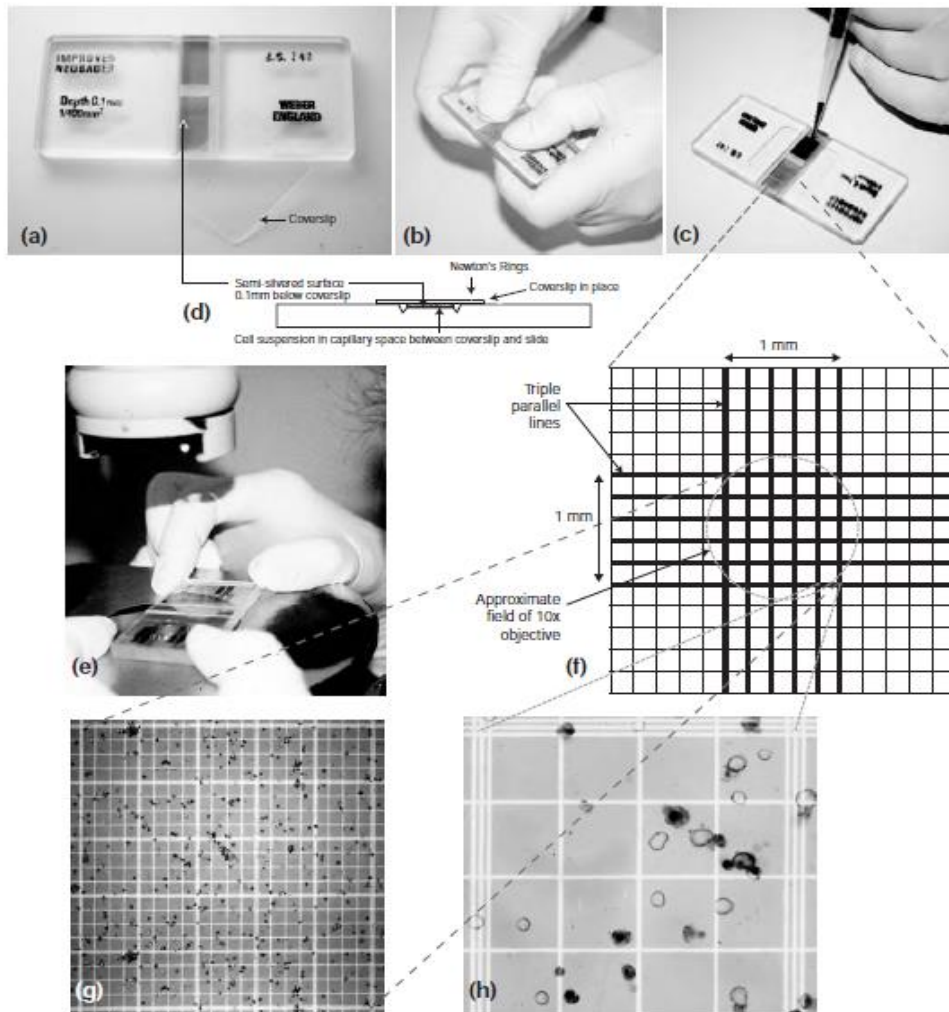 IMPROVED
NEUBAUER
Depth 0.1 mm
1/400mm²
WEBER
ENGLAND
Coverslip
(a)
(b)
(c)
Semi-silvered surface
0.1mm below coverslip
Newton's Rings
Coverslip in place
(d)
Cell suspension in capillary space between coverslip and slide
1 mm
Triple
parallel
lines
1 mm
Approximate
field of 10x
objective
(e)
(f)
(g)
(h)